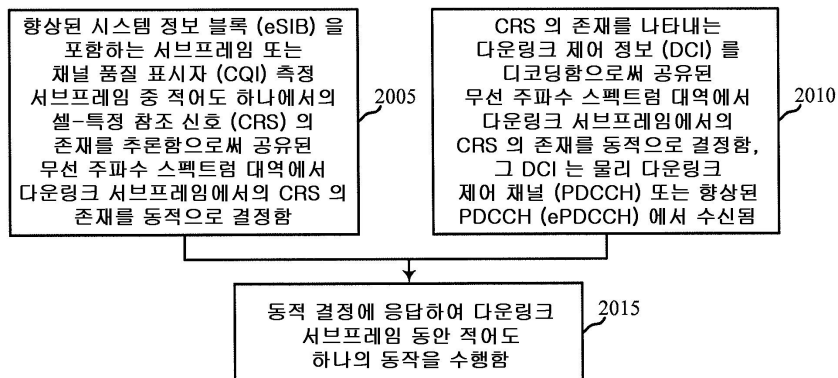 향상된 시스템 정보 블록 (eSIB) 을
포함하는 서브프레임 또는
채널 품질 표시자 (CQI) 측정
서브프레임 중 적어도 하나에서의
셀-특정 참조 신호 (CRS) 의
존재를 추론함으로써 공유된
무선 주파수 스펙트럼 대역에서
다운링크 서브프레임에서의 CRS 의
존재를 동적으로 결정함
2005
CRS 의 존재를 나타내는
다운링크 제어 정보 (DCI) 를
디코딩함으로써 공유된
무선 주파수 스펙트럼 대역에서
다운링크 서브프레임에서의
CRS 의 존재를 동적으로 결정함,
그 DCI 는 물리 다운링크
제어 채널 (PDCCH) 또는 향상된
PDCCH (ePDCCH) 에서 수신됨
2010
동적 결정에 응답하여 다운링크
서브프레임 동안 적어도
하나의 동작을 수행함
2015